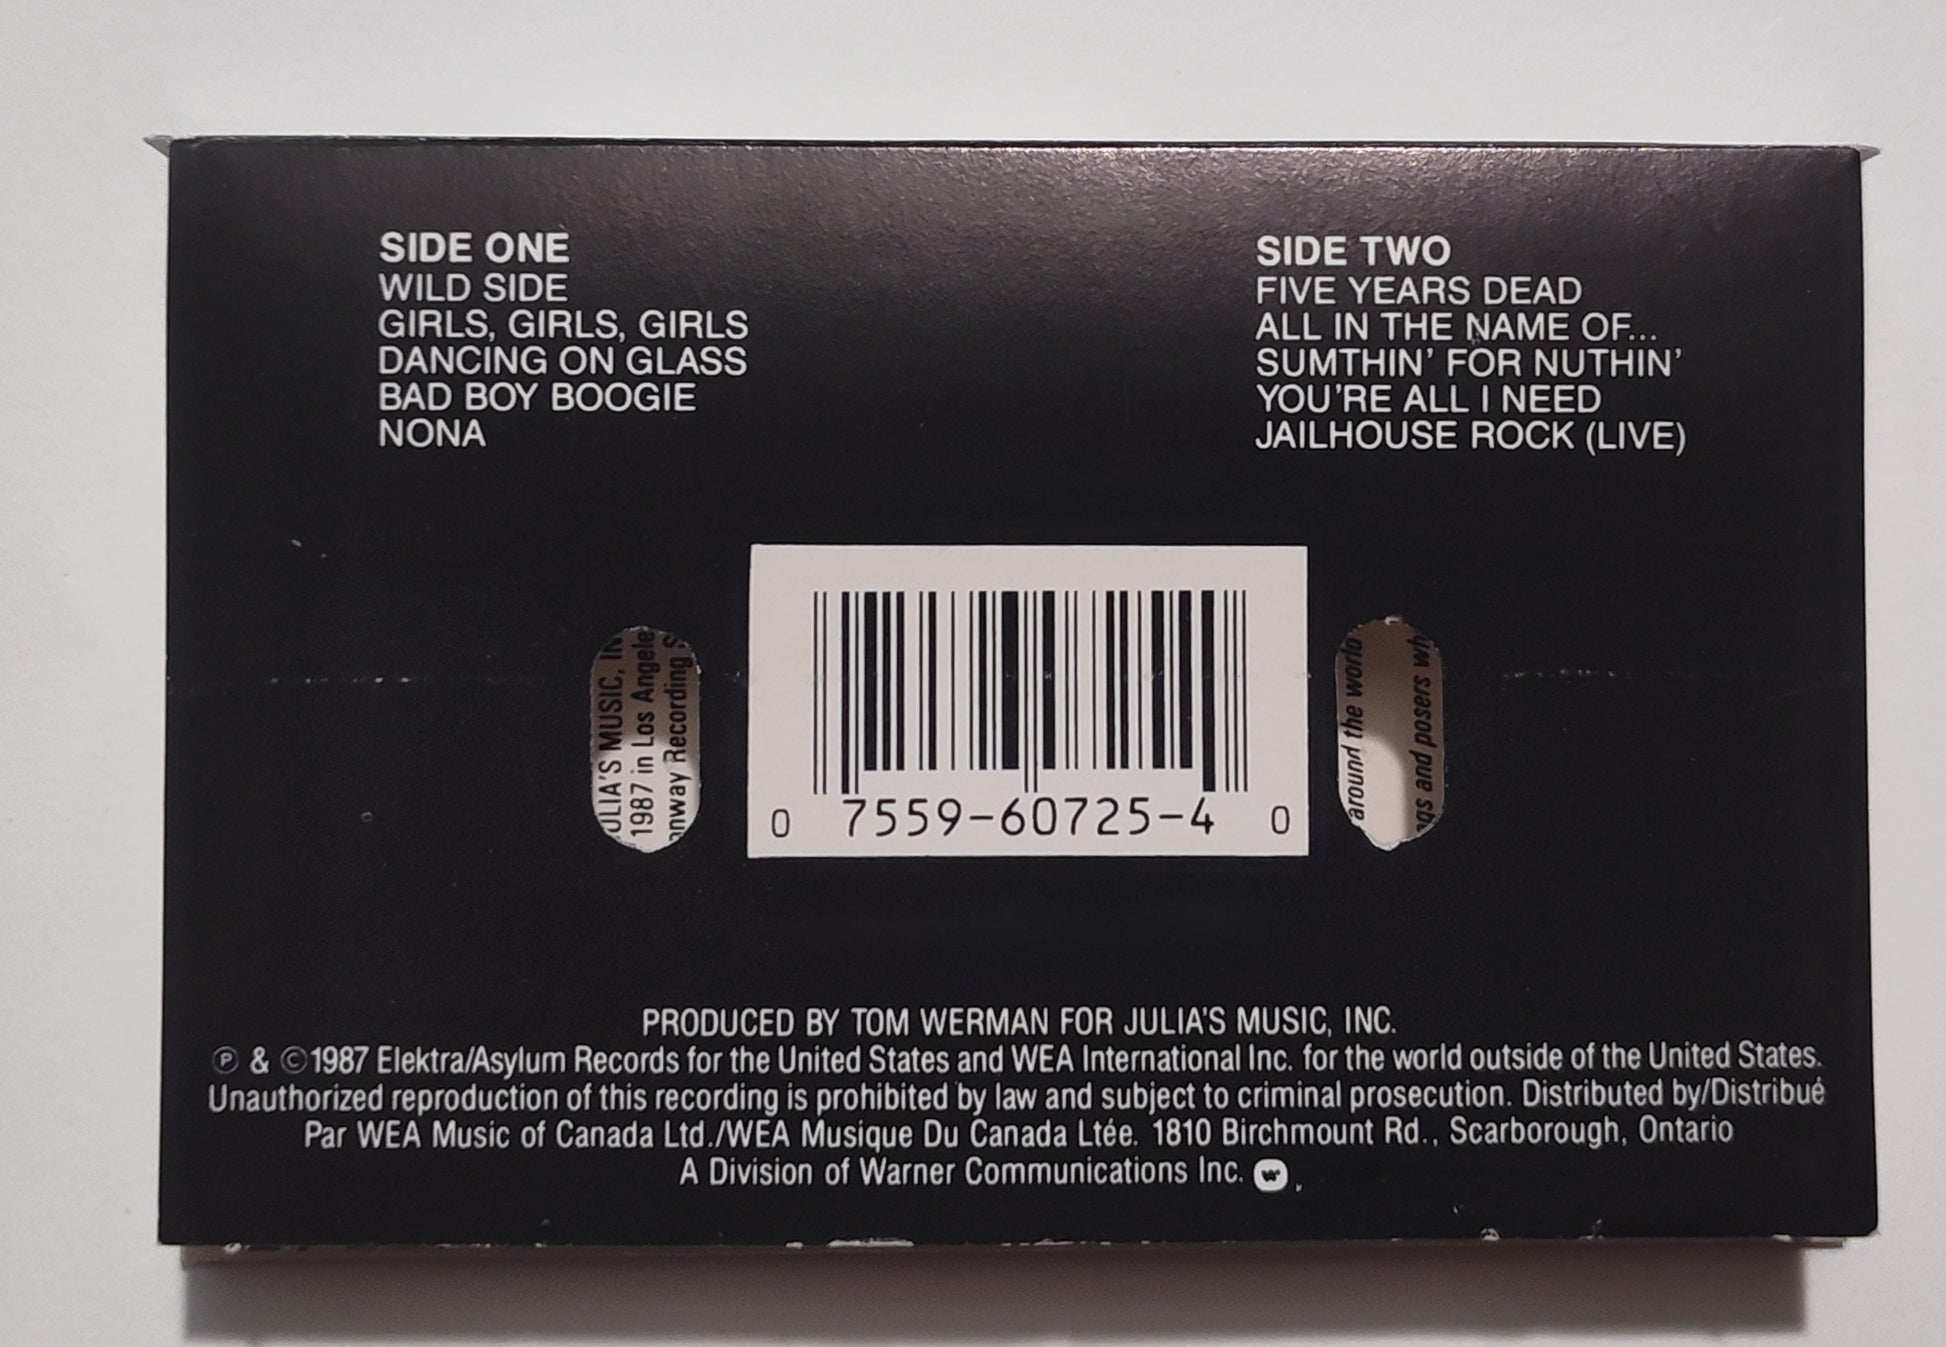 SIDE ONE
WILD SIDE
GIRLS, GIRLS, GIRLS
DANCING ON GLASS
BAD BOY BOOGIE
NONA
SIDE TWO
FIVE YEARS DEAD
ALL IN THE NAME OF...
SUMTHIN' FOR NUTHIN'
YOU'RE ALL I NEED
JAILHOUSE ROCK (LIVE)
JULIA'S MUSIC, IN
1987 in Los Angele
Recording S
0 7559-60725-4 0
around the world
and posers wh
PRODUCED BY TOM WERMAN FOR JULIA'S MUSIC, INC.
Ⓟ & ©1987 Elektra/Asylum Records for the United States and WEA International Inc. for the world outside of the United States.
Unauthorized reproduction of this recording is prohibited by law and subject to criminal prosecution. Distributed by/Distribué
Par WEA Music of Canada Ltd./WEA Musique Du Canada Ltée. 1810 Birchmount Rd., Scarborough, Ontario
A Division of Warner Communications Inc. W .